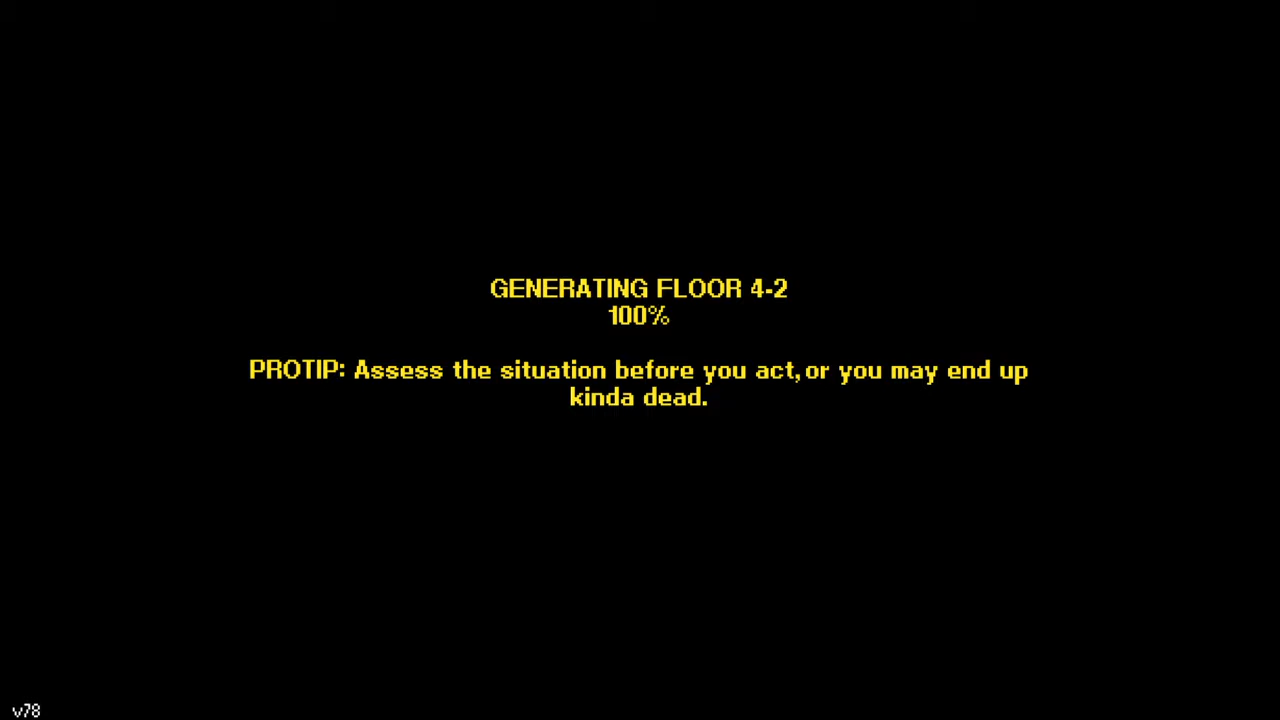 GENERATING FLOOR 4-2
100%
PROTIP: Assess the situation before you act, or you may end up
kinda dead.
v78